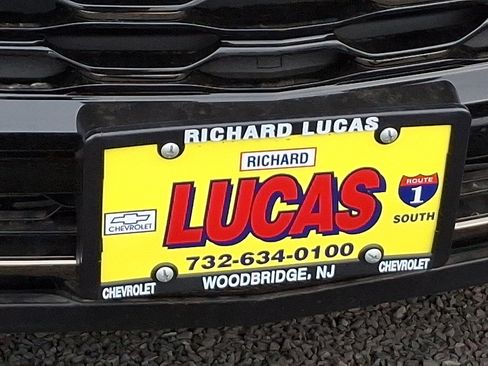 RICHARD LUCAS
RICHARD
LUCAS
CHEVROLET
ROUTE
1
SOUTH
732-634-0100
CHEVROLET
WOODBRIDGE, NJ
CHEVROLET